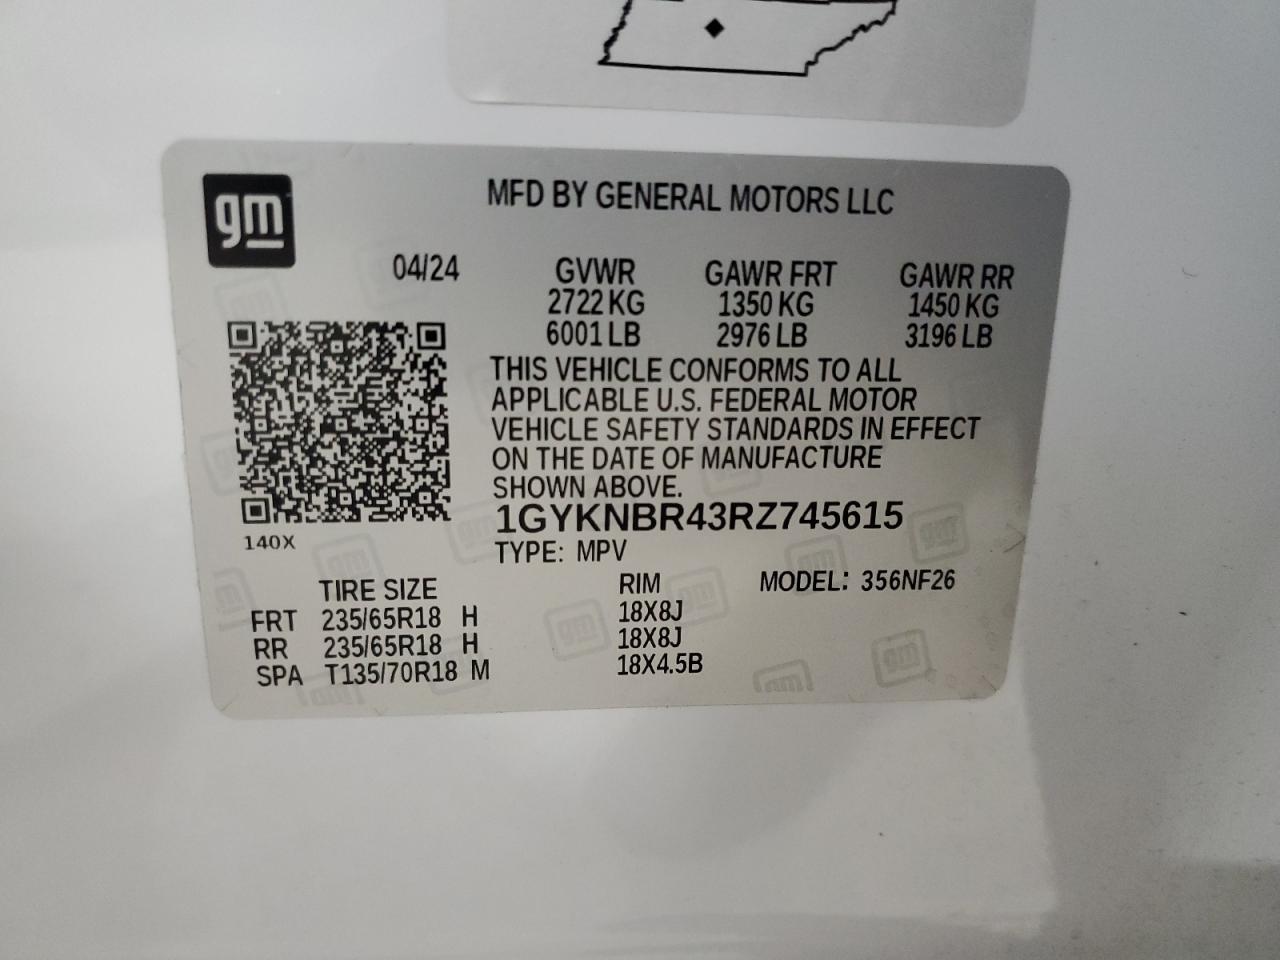 gm
MFD BY GENERAL MOTORS LLC
04/24 GVWR GAWR FRT GAWR RR
2722 KG 1350 KG 1450 KG
6001 LB 2976 LB 3196 LB
THIS VEHICLE CONFORMS TO ALL
APPLICABLE U.S. FEDERAL MOTOR
VEHICLE SAFETY STANDARDS IN EFFECT
ON THE DATE OF MANUFACTURE
SHOWN ABOVE.
1GYKNBR43RZ745615
140X
TYPE: MPV
TIRE SIZE RIM MODEL: 356NF26
FRT 235/65R18 H 18X8J
RR 235/65R18 H 18X8J
SPA T135/70R18 M 18X4.5B